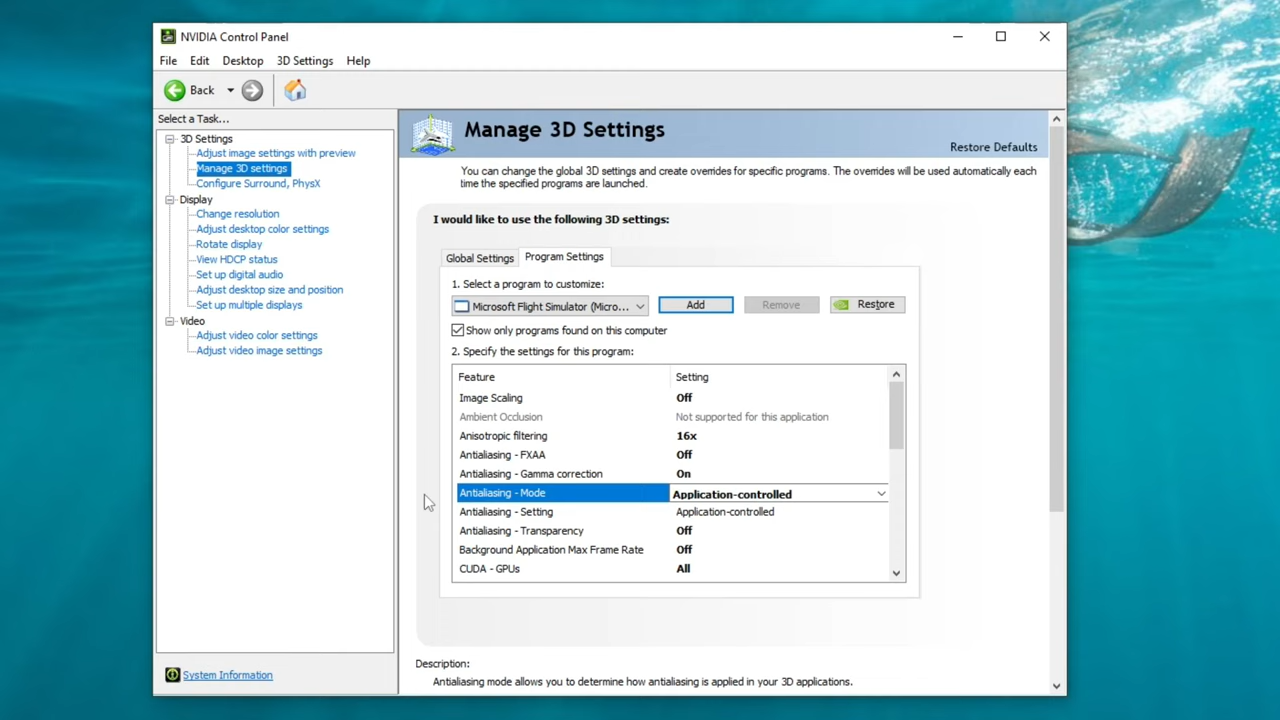 NVIDIA Control Panel
File Edit Desktop 3D Settings Help
Back
Select a Task...
3D Settings
Adjust image settings with preview
Manage 3D settings
Configure Surround, PhysX
Display
Change resolution
Adjust desktop color settings
Rotate display
View HDCP status
Set up digital audio
Adjust desktop size and position
Set up multiple displays
Video
Adjust video color settings
Adjust video image settings
System Information
Manage 3D Settings
Restore Defaults
You can change the global 3D settings and create overrides for specific programs. The overrides will be used automatically each
time the specified programs are launched.
I would like to use the following 3D settings:
Global Settings Program Settings
1. Select a program to customize:
Microsoft Flight Simulator (Micro... Add Remove Restore
Show only programs found on this computer
2. Specify the settings for this program:
Feature Setting
Image Scaling Off
Ambient Occlusion Not supported for this application
Anisotropic filtering 16x
Antialiasing - FXAA Off
Antialiasing - Gamma correction On
Antialiasing - Mode Application-controlled
Antialiasing - Setting Application-controlled
Antialiasing - Transparency Off
Background Application Max Frame Rate Off
CUDA - GPUs All
Description:
Antialiasing mode allows you to determine how antialiasing is applied in your 3D applications.